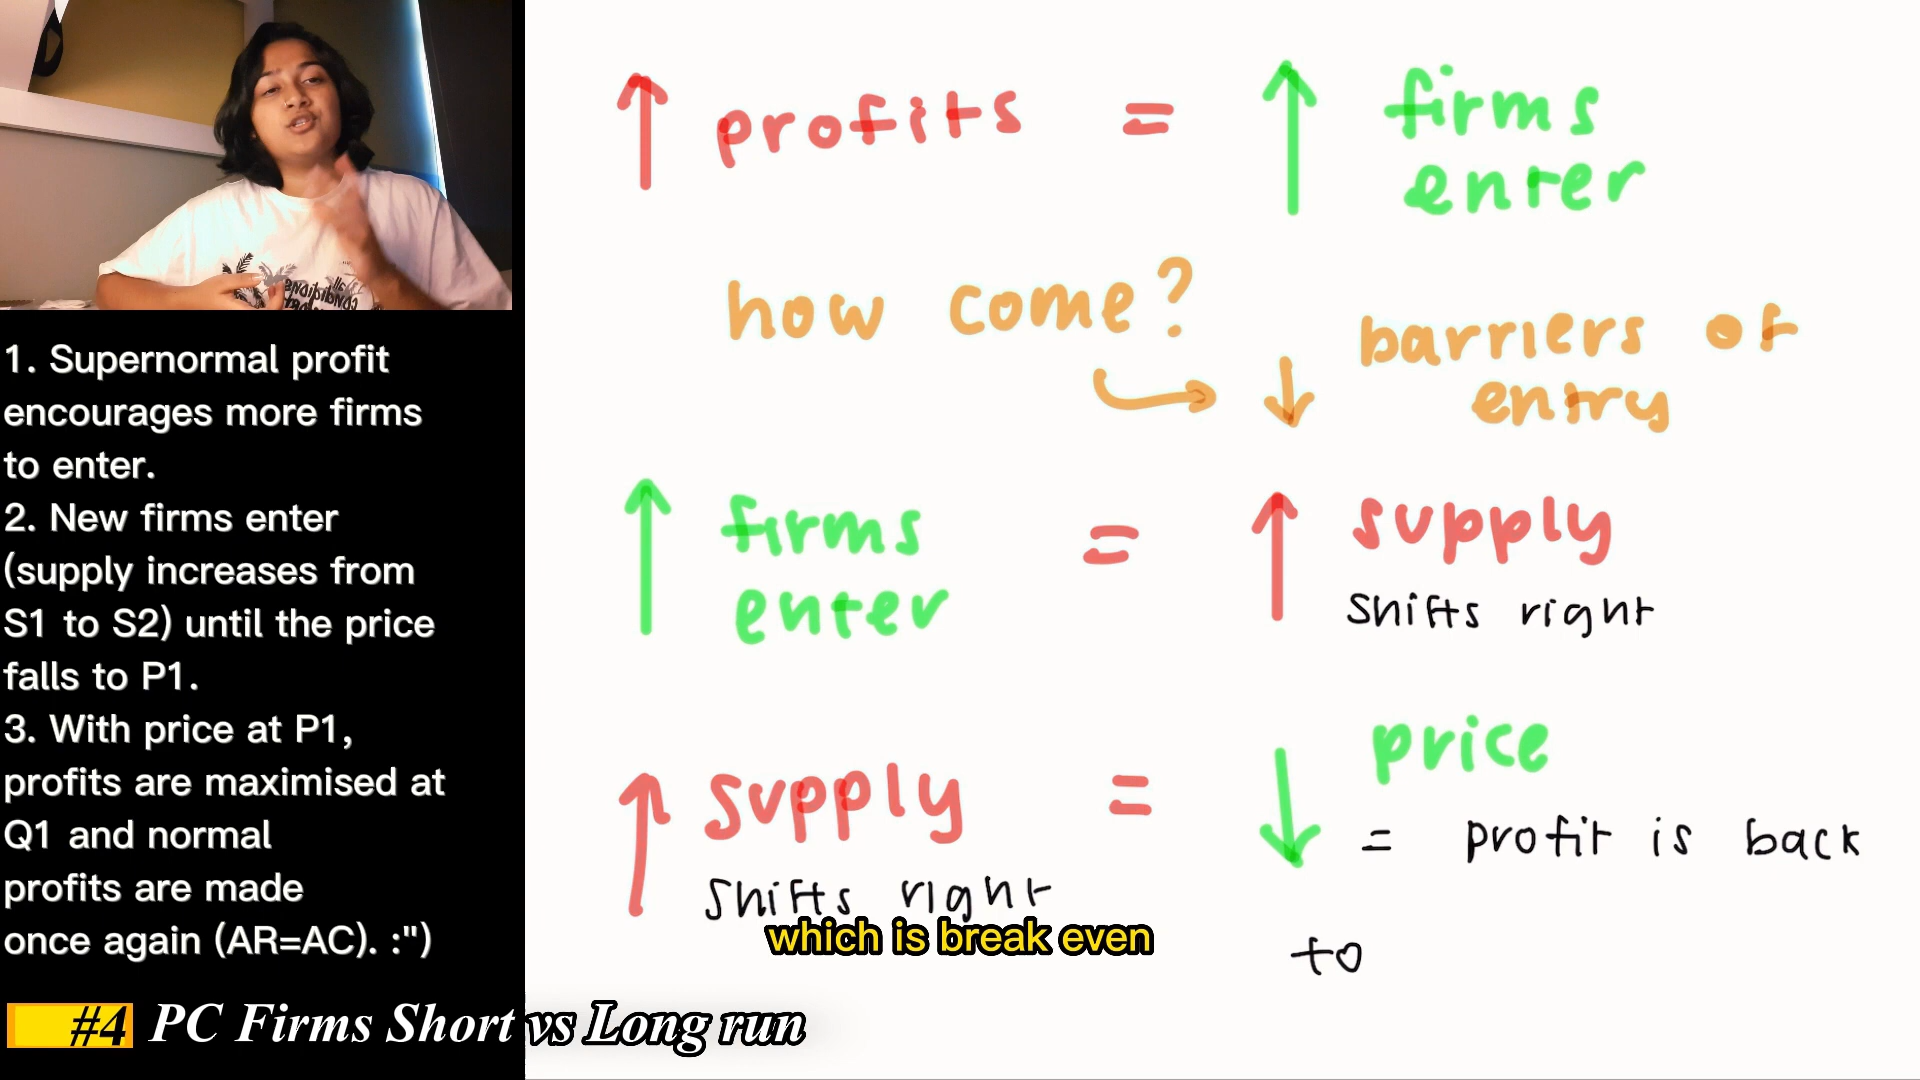 ↑ profits = ↑ firms
enter
how come?
↓ barriers of
entry
↑ firms
enter
= ↑ supply
shifts right
↑ supply =
shifts right
↓ price
= profit is back
to
1. Supernormal profit
encourages more firms
to enter.
2. New firms enter
(supply increases from
S1 to S2) until the price
falls to P1.
3. With price at P1,
profits are maximised at
Q1 and normal
profits are made
once again (AR=AC). :")
which is break even
#4 PC Firms Short vs Long run